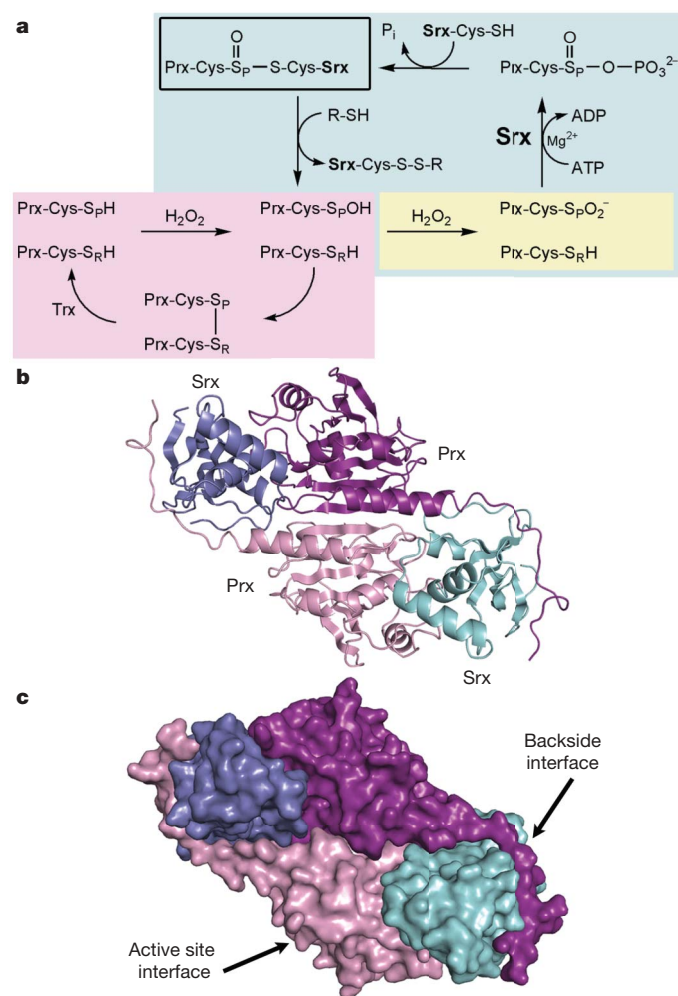 a
O
Prx-Cys-SP—S-Cys-Srx
Pi
Srx-Cys-SH
O
Prx-Cys-SP—O—PO3²⁻
R-SH
Srx-Cys-S-S-R
Srx
ADP
Mg²⁺
ATP
Prx-Cys-SPH
H2O2
Prx-Cys-SPOH
H2O2
Prx-Cys-SPO2⁻
Prx-Cys-SRH
Prx-Cys-SRH
Prx-Cys-SRH
Prx-Cys-SP
Trx
Prx-Cys-SR
b
Srx
Prx
Prx
Srx
c
Backside
interface
Active site
interface